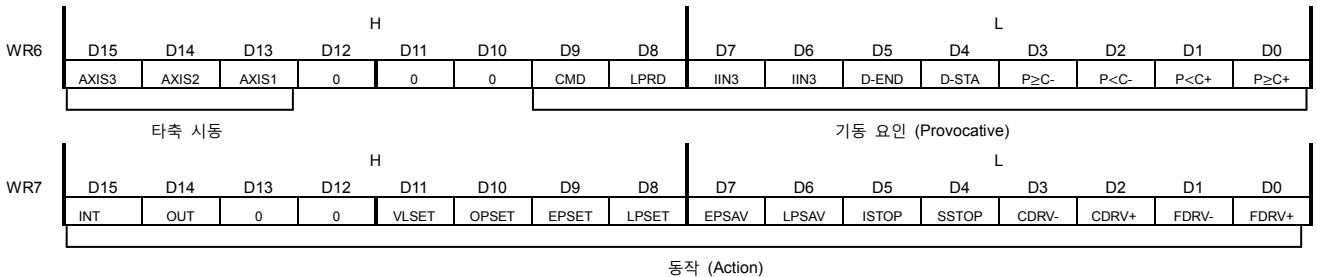 H L
WR6 D15 D14 D13 D12 D11 D10 D9 D8 D7 D6 D5 D4 D3 D2 D1 D0
AXIS3 AXIS2 AXIS1 0 0 0 CMD LPRD IIN3 IIN3 D-END D-STA P≥C- P<C- P<C+ P≥C+
타축 시동 기동 요인 (Provocative)
H L
WR7 D15 D14 D13 D12 D11 D10 D9 D8 D7 D6 D5 D4 D3 D2 D1 D0
INT OUT 0 0 VLSET OPSET EPSET LPSET EPSAV LPSAV ISTOP SSTOP CDRV- CDRV+ FDRV- FDRV+
동작 (Action)